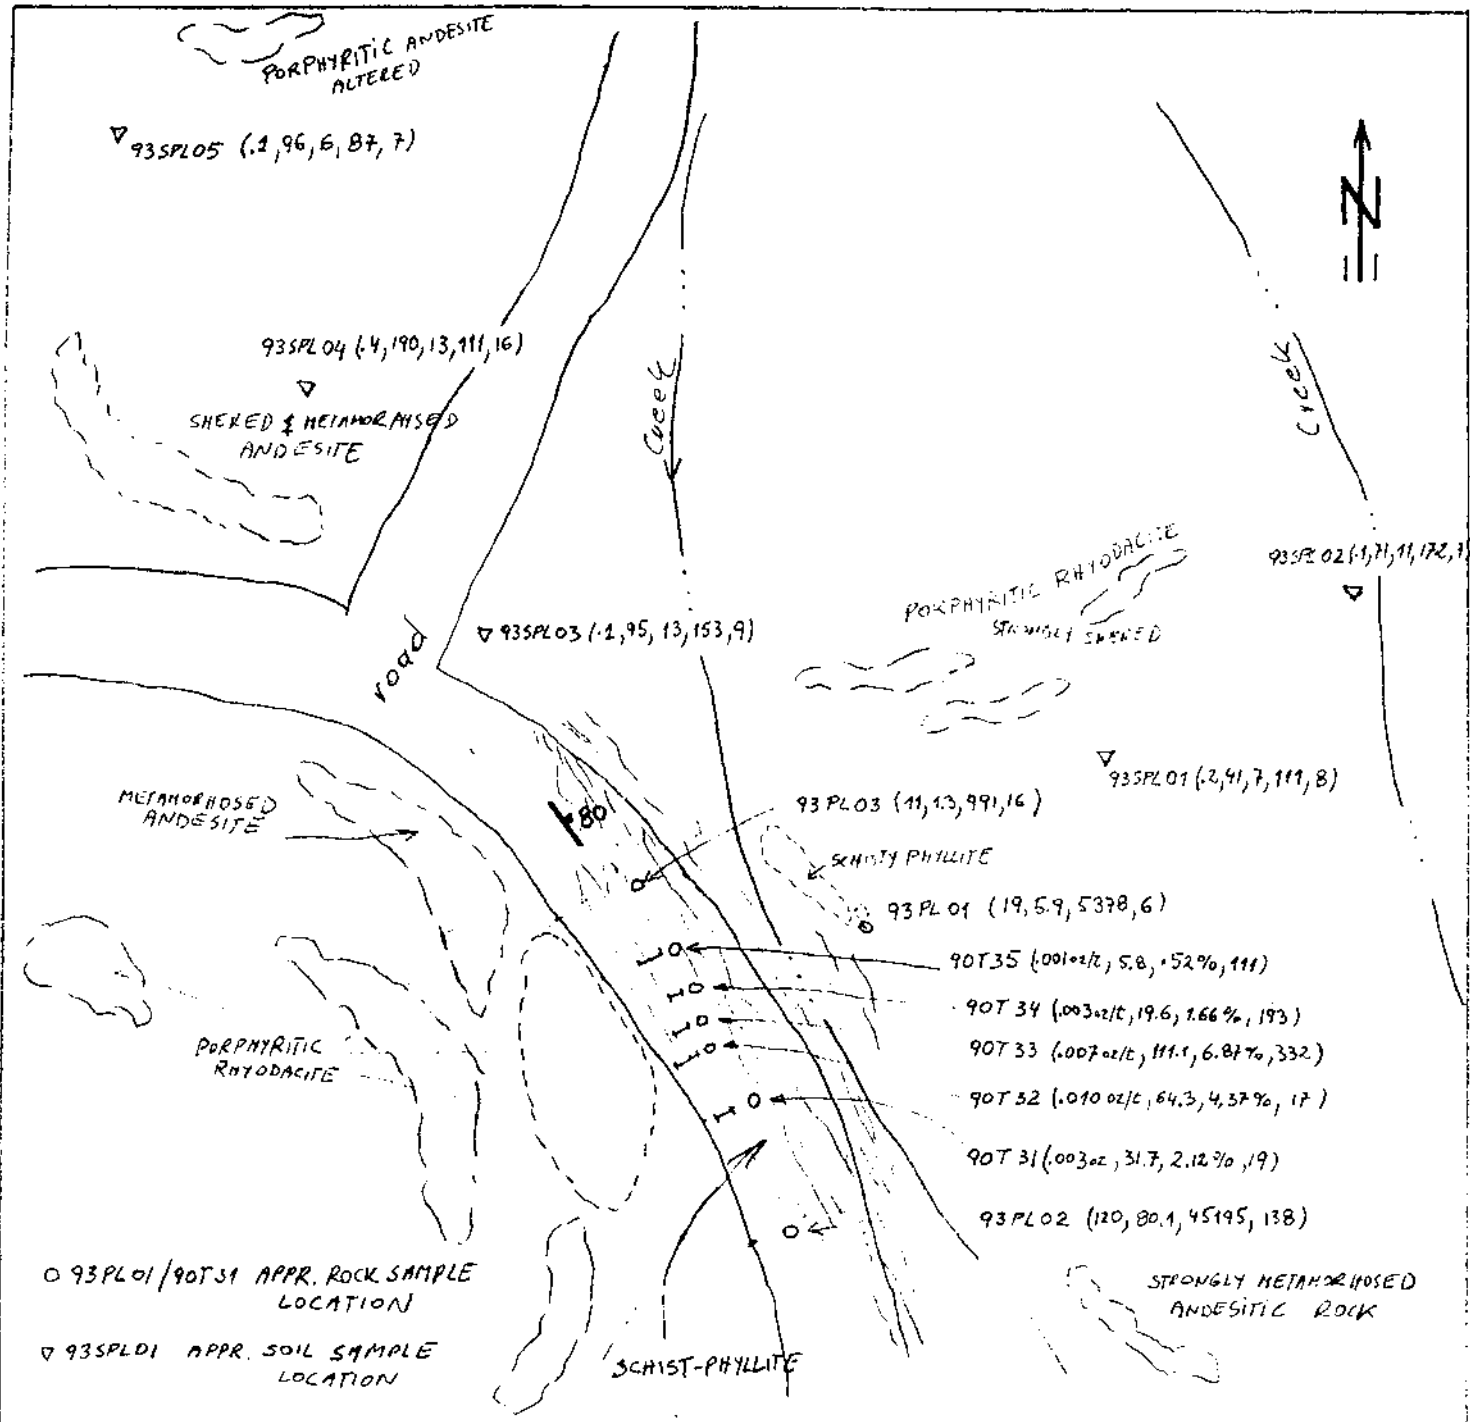 PORPHYRITIC ANDESITE
ALTERED
93SPL05 (.1,96,6,87,7)
N
93SPL04 (.4,190,13,111,16)
SHERED & METAMORPHSED
ANDESITE
Creek
Creek
93SPL02 (.1,71,11,172,7)
PORPHYRITIC RHYODACITE
STRONGLY SHERED
road
93SPL03 (.1,95,13,153,9)
93SPL01 (.2,41,7,111,8)
METAMORHOSED
ANDESITE
80
93PL03 (11,1.3,991,16)
SCHISTY PHYLLITE
93PL01 (19,5.9,5378,6)
90T35 (.001oz/t, 5.8, .52%, 111)
90T34 (.003oz/t, 19.6, 1.66%, 193)
PORPHYRITIC
RHYODACITE
90T33 (.007oz/t, 111.1, 6.87%, 332)
90T32 (.010 oz/t, 64.3, 4.37%, 17)
90T31 (.003oz, 31.7, 2.12%, 19)
93PL02 (120, 80.1, 45195, 138)
O 93PL01/90T31 APPR. ROCK SAMPLE
LOCATION
STRONGLY METAMORHOSED
ANDESITIC ROCK
▽ 93SPL01 APPR. SOIL SAMPLE
LOCATION
SCHIST-PHYLLITE